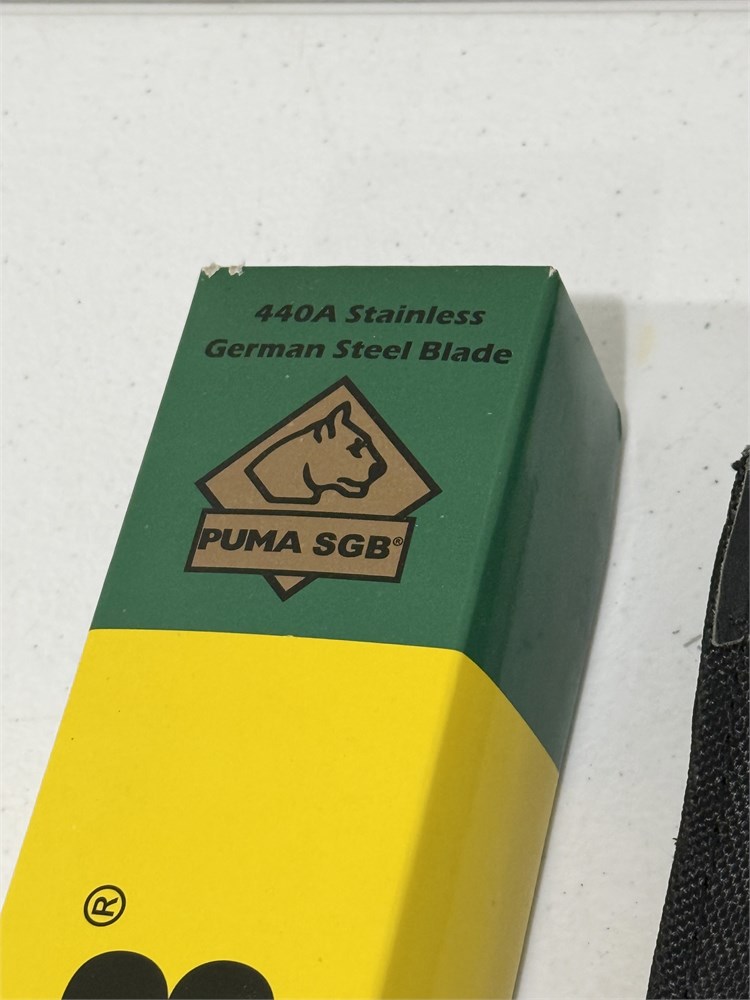 440A Stainless
German Steel Blade
PUMA SGB®
®